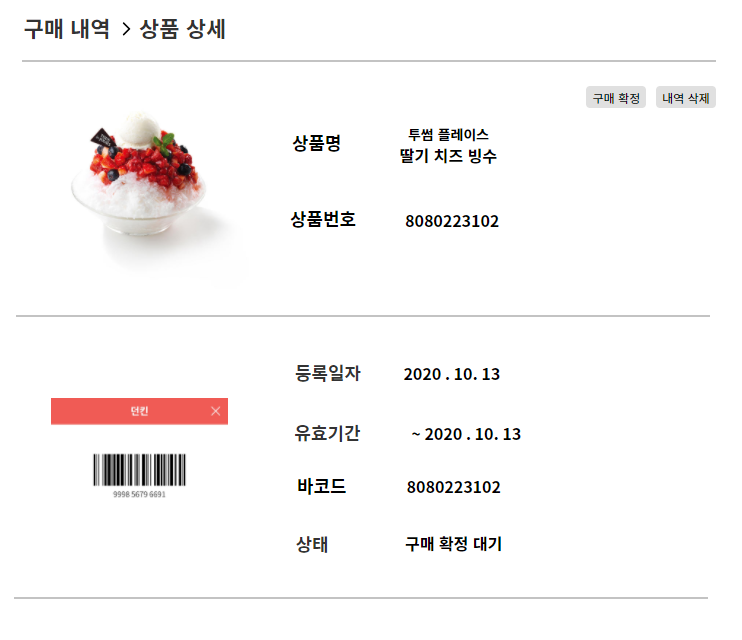 구매 내역 > 상품 상세
구매 확정 내역 삭제
상품명 투썸 플레이스
딸기 치즈 빙수
상품번호 8080223102
등록일자 2020 . 10. 13
던킨
유효기간 ~ 2020 . 10. 13
바코드 8080223102
9998 5679 6691
상태 구매 확정 대기